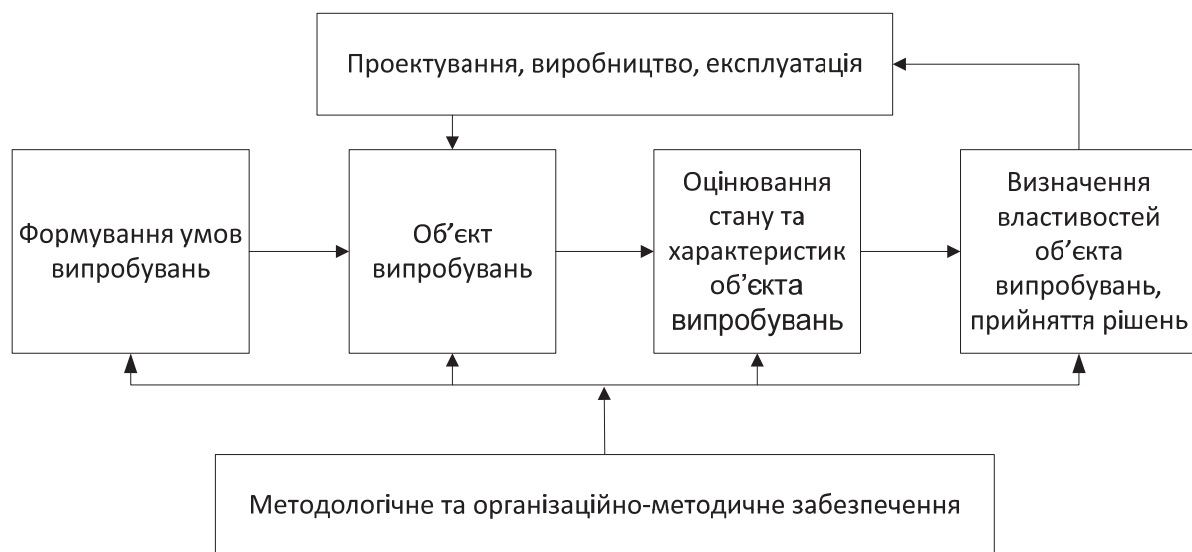 Проектування, виробництво, експлуатація
Формування умов
випробувань
Об’єкт
випробувань
Оцінювання
стану та
характеристик
об’єкта
випробувань
Визначення
властивостей
об’єкта
випробувань,
прийняття рішень
Методологічне та організаційно-методичне забезпечення